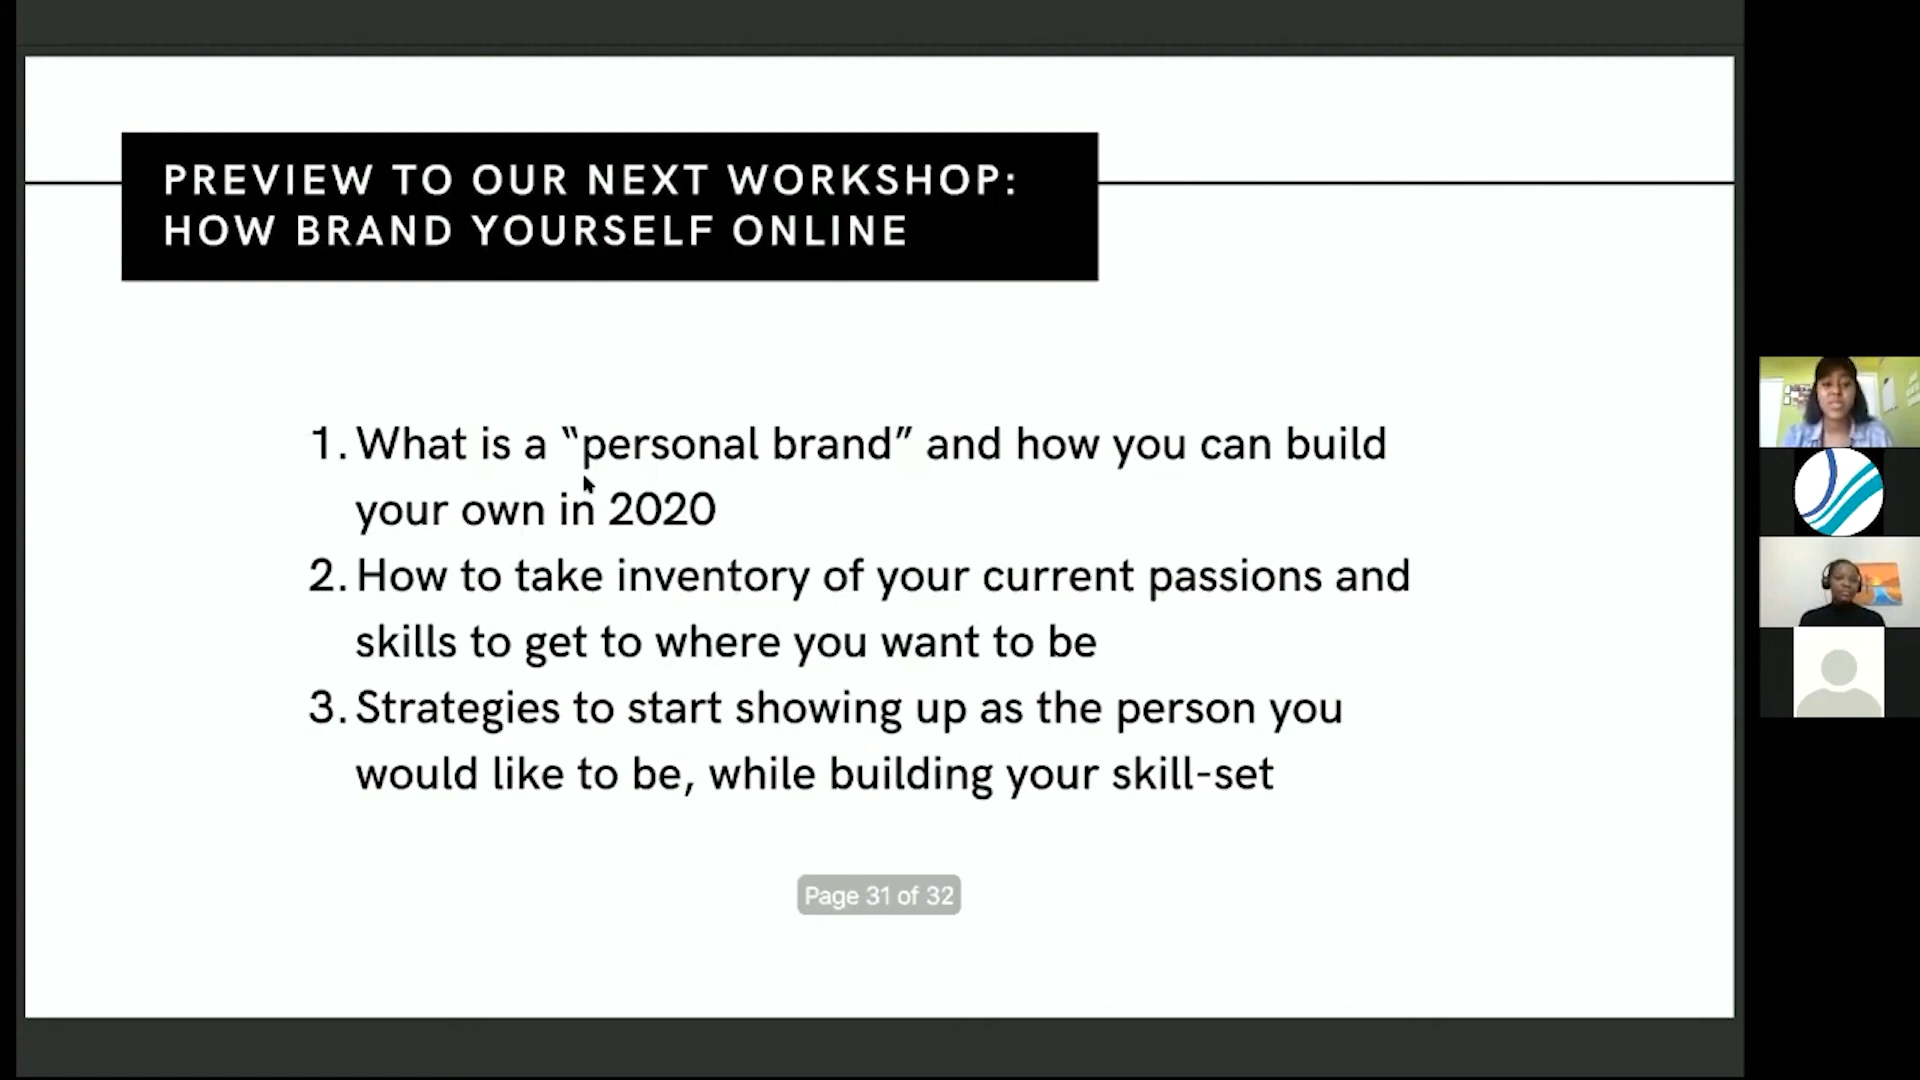 PREVIEW TO OUR NEXT WORKSHOP:
HOW BRAND YOURSELF ONLINE
1. What is a “personal brand” and how you can build
your own in 2020
2. How to take inventory of your current passions and
skills to get to where you want to be
3. Strategies to start showing up as the person you
would like to be, while building your skill-set
Page 31 of 32